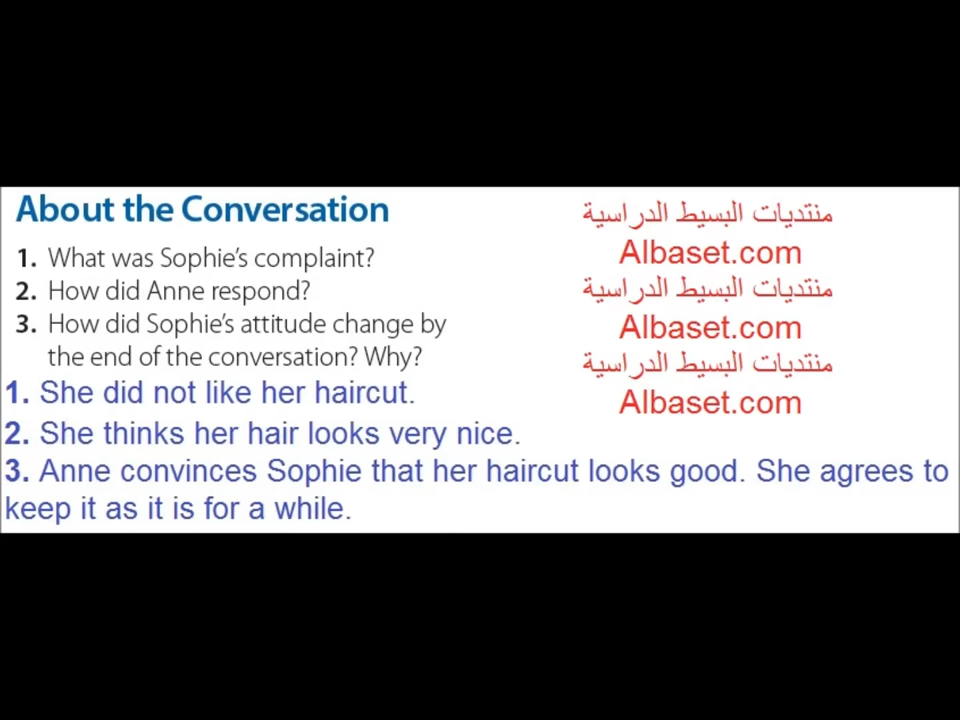 About the Conversation
1. What was Sophie's complaint?
2. How did Anne respond?
3. How did Sophie's attitude change by
the end of the conversation? Why?
منتديات البسيط الدراسية
Albaset.com
منتديات البسيط الدراسية
Albaset.com
منتديات البسيط الدراسية
Albaset.com
1. She did not like her haircut.
2. She thinks her hair looks very nice.
3. Anne convinces Sophie that her haircut looks good. She agrees to
keep it as it is for a while.